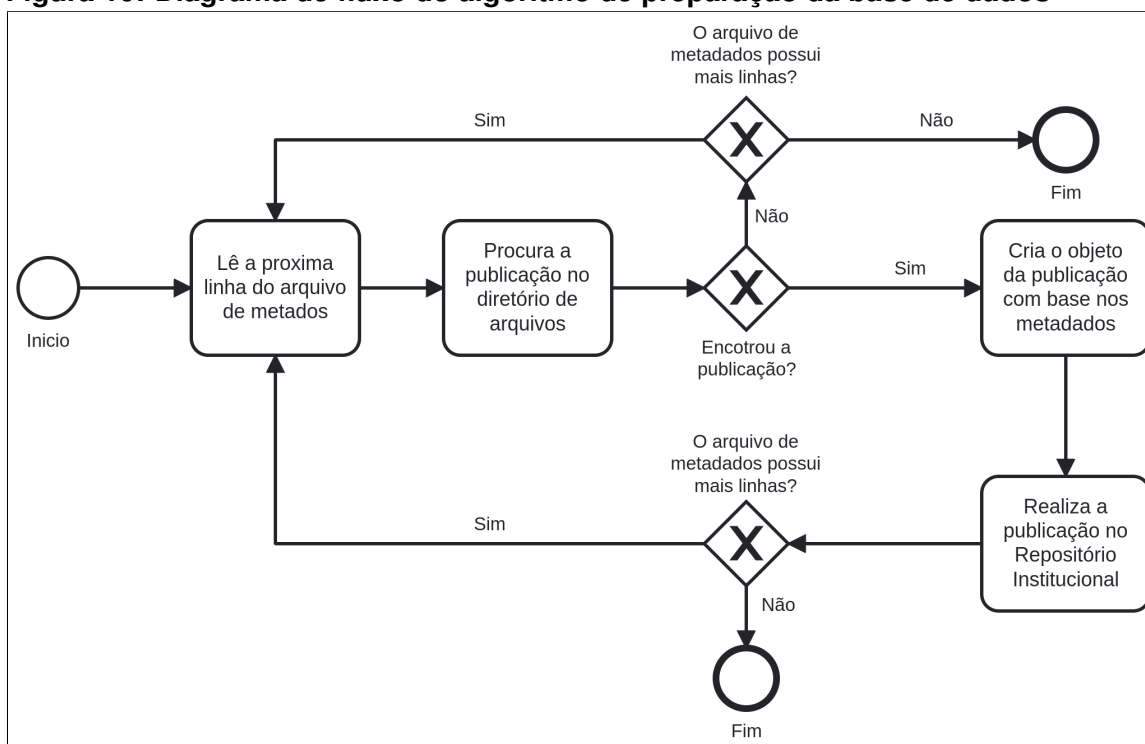 Figura 10: Diagrama do fluxo do algoritmo de preparação da base de dados
O arquivo de
metadados possui
mais linhas?
Sim
Não
Fim
Não
Lê a proxima
linha do arquivo
de metados
Procura a
publicação no
diretório de
arquivos
Sim
Cria o objeto
da publicação
com base nos
metadados
Inicio
Encotrou a
publicação?
O arquivo de
metadados possui
mais linhas?
Sim
Realiza a
publicação no
Repositório
Institucional
Não
Fim